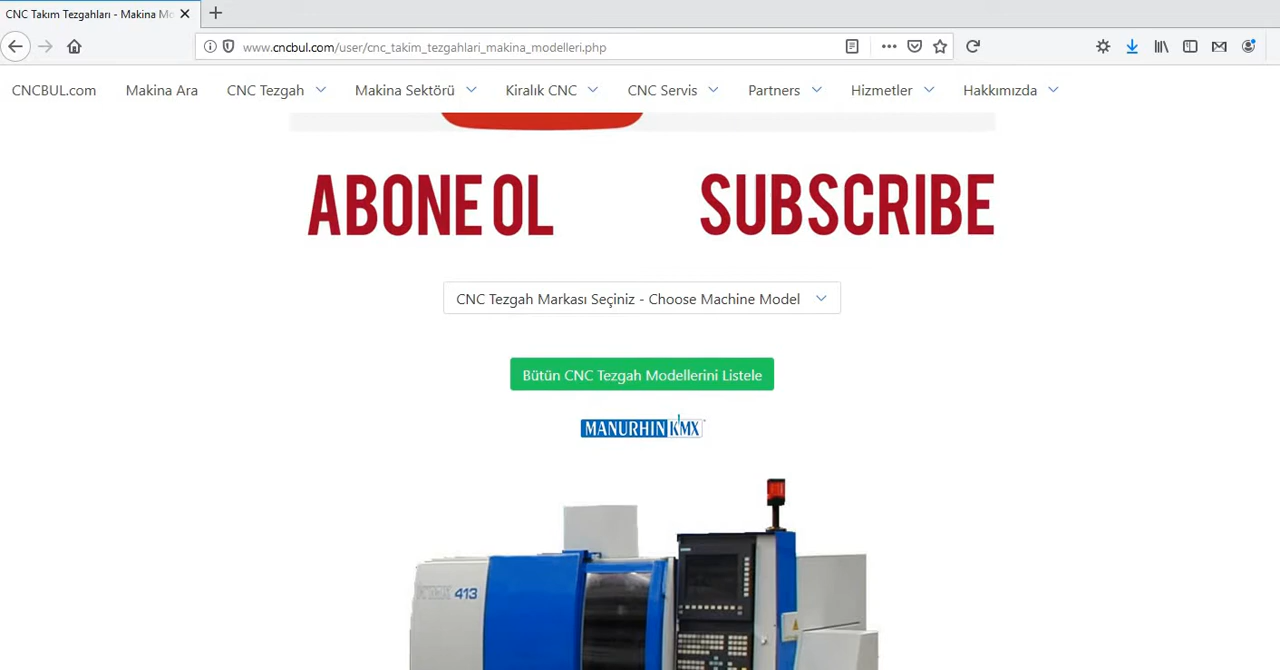 CNC Takım Tezgahları - Makina Mo
www.cncbul.com/user/cnc_takim_tezgahlari_makina_modelleri.php
CNCBUL.com Makina Ara CNC Tezgah Makina Sektörü Kiralık CNC CNC Servis Partners Hizmetler Hakkımızda
ABONE OL SUBSCRIBE
CNC Tezgah Markası Seçiniz - Choose Machine Model
Bütün CNC Tezgah Modellerini Listele
MANURHIN KMX
KMX 413